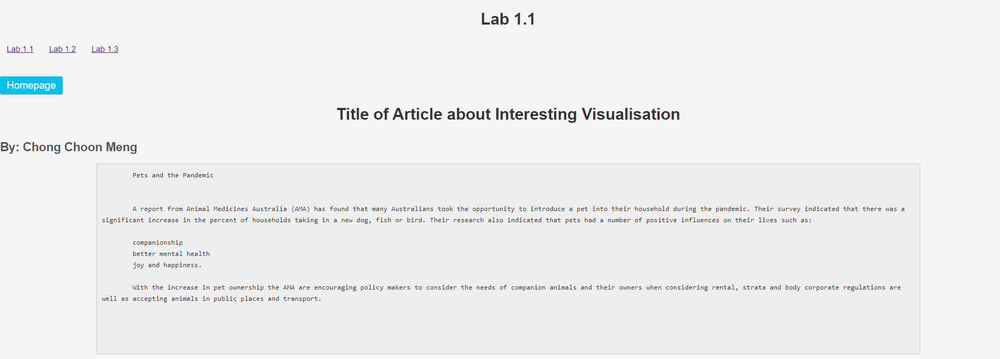 Lab 1.1
Lab 1.1 Lab 1.2 Lab 1.3
Homepage
Title of Article about Interesting Visualisation
By: Chong Choon Meng
Pets and the Pandemic
A report from Animal Medicines Australia (AMA) has found that many Australians took the opportunity to introduce a pet into their household during the pandemic. Their survey indicated that there was a
significant increase in the percent of households taking in a new dog, fish or bird. Their research also indicated that pets had a number of positive influences on their lives such as:
companionship
better mental health
joy and happiness.
With the increase in pet ownership the AMA are encouraging policy makers to consider the needs of companion animals and their owners when considering rental, strata and body corporate regulations are
well as accepting animals in public places and transport.